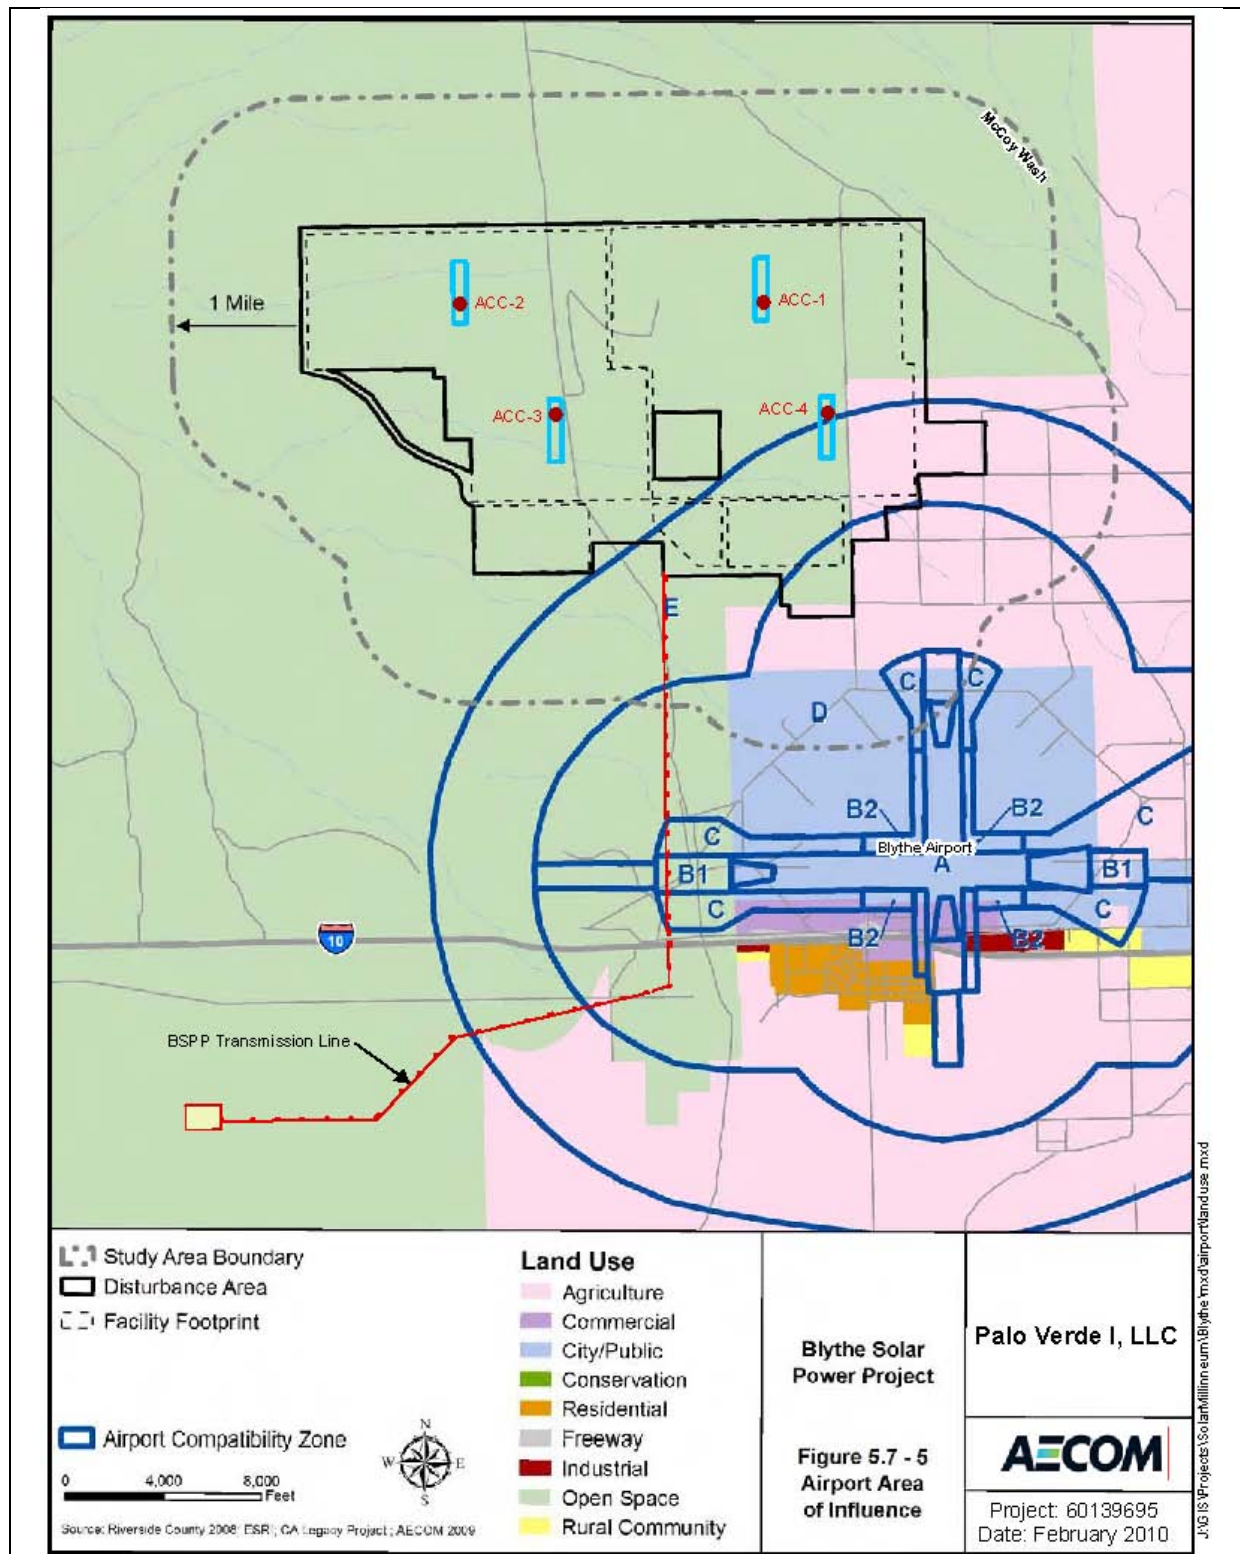 McCoy Wash
1 Mile
ACC-2
ACC-1
ACC-3
ACC-4
E
C
C
D
B2
B2
C
C
Blythe Airport
A
B1
B1
C
C
B2
B2
10
BSPP Transmission Line
Study Area Boundary
Disturbance Area
Facility Footprint
Airport Compatibility Zone
0 4,000 8,000
Feet
N
W E
S
Source: Riverside County 2008; ESRI; CA Legacy Project; AECOM 2009
Land Use
Agriculture
Commercial
City/Public
Conservation
Residential
Freeway
Industrial
Open Space
Rural Community
Blythe Solar
Power Project
Figure 5.7 - 5
Airport Area
of Influence
Palo Verde I, LLC
AECOM
Project: 60139695
Date: February 2010